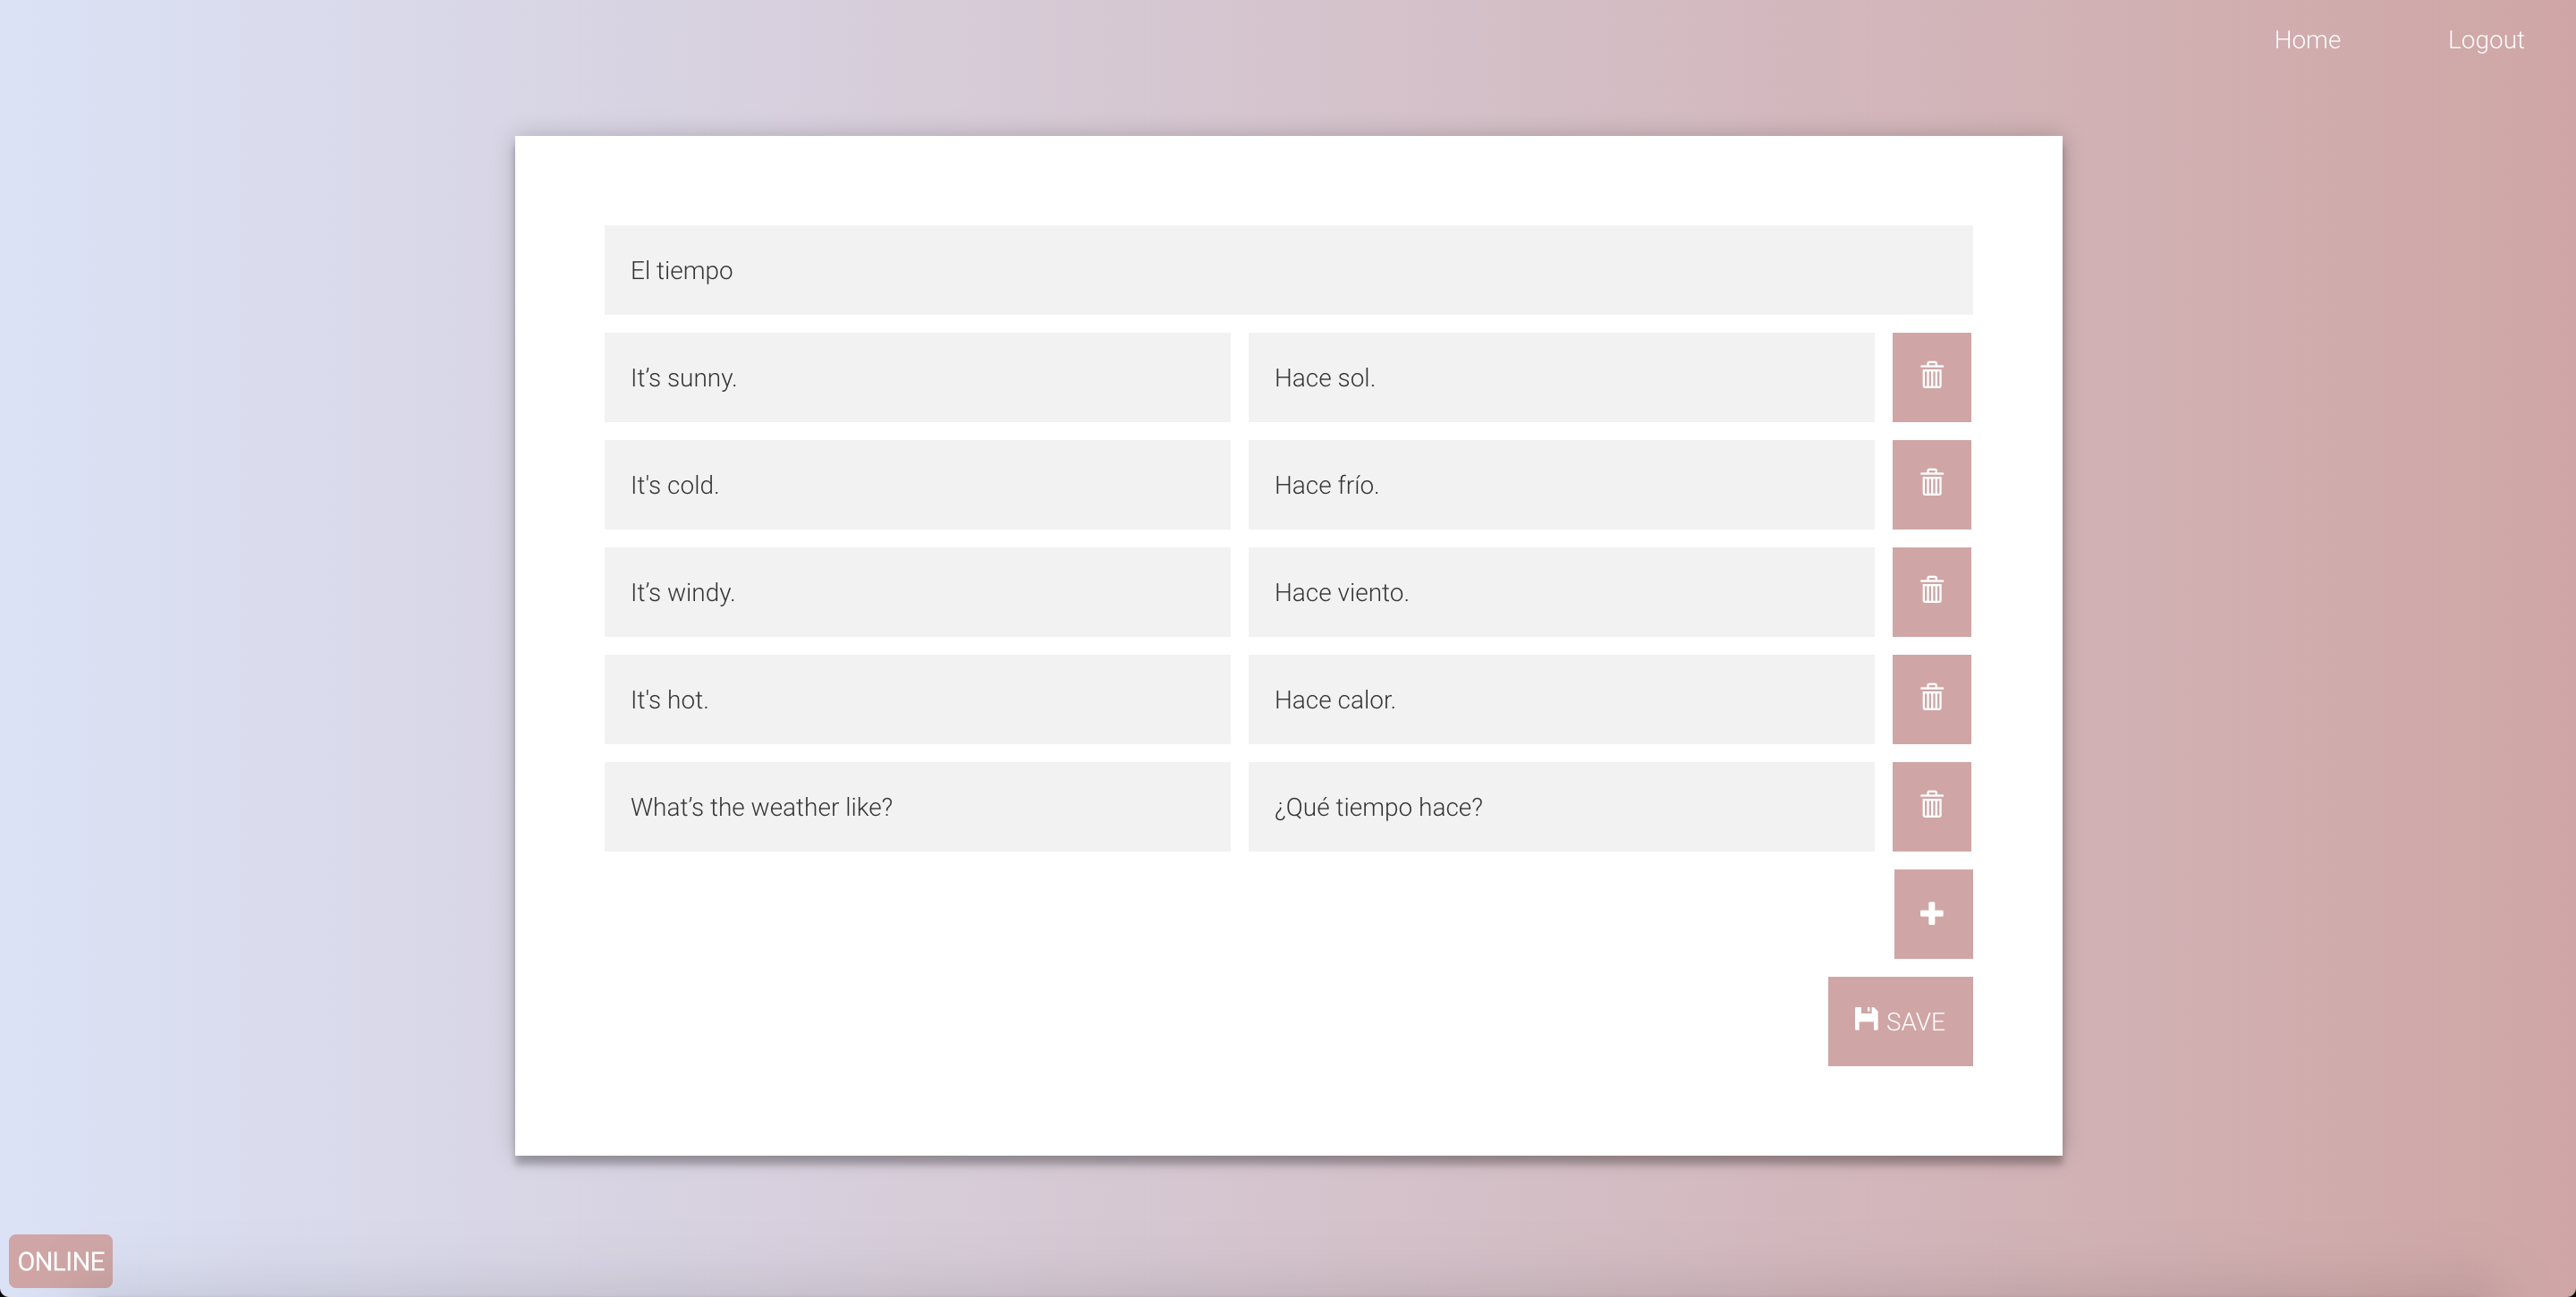 Home Logout
El tiempo
It’s sunny. Hace sol.
It's cold. Hace frío.
It’s windy. Hace viento.
It's hot. Hace calor.
What’s the weather like? ¿Qué tiempo hace?
SAVE
ONLINE